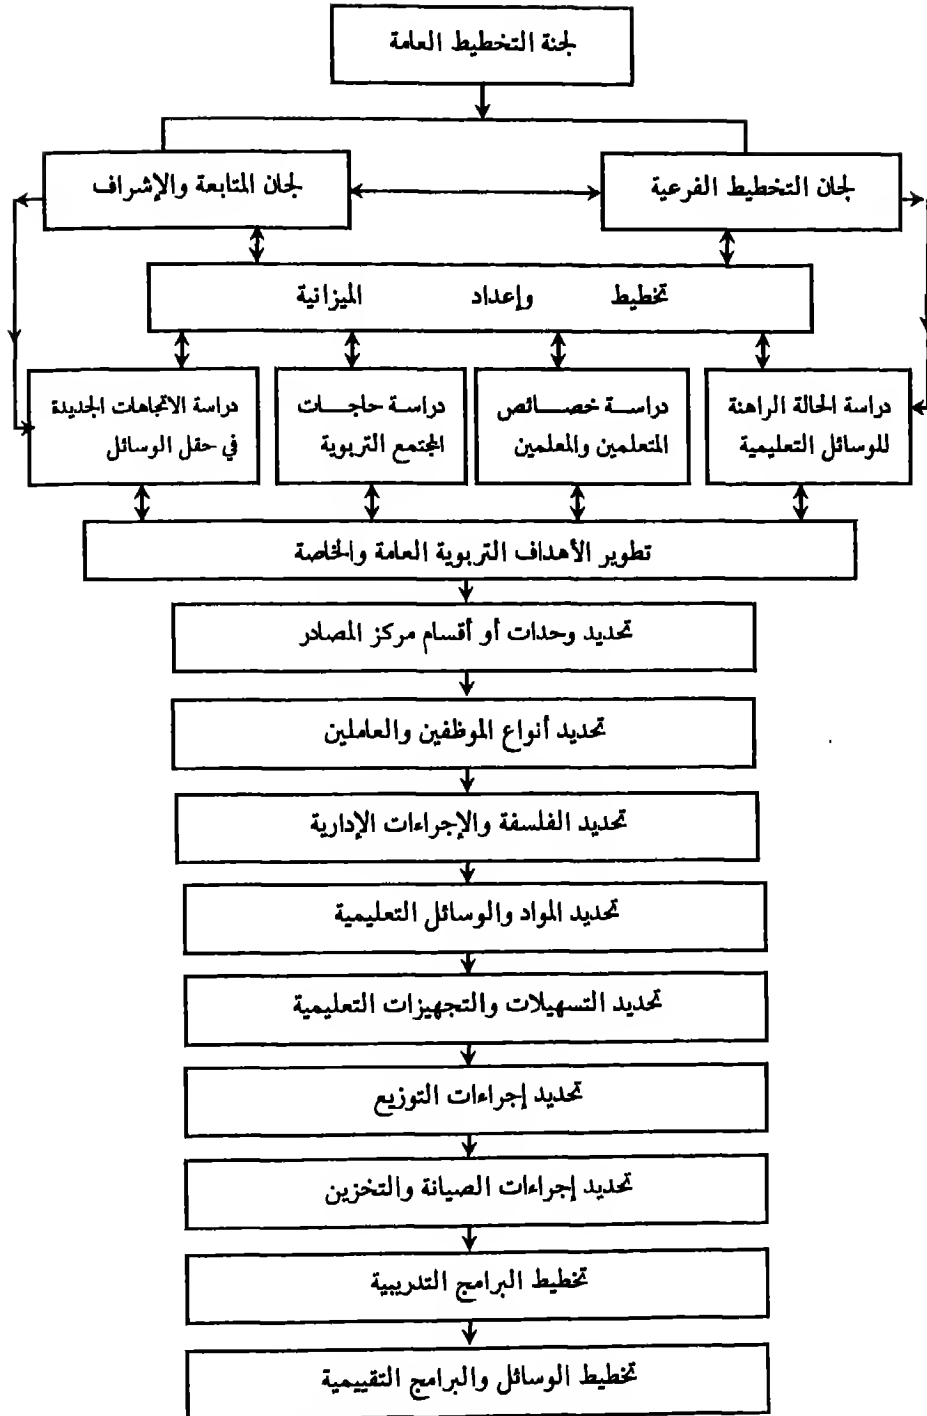 لجنة التخطيط العامة
لجان التخطيط الفرعية
لجان المتابعة والإشراف
تخطيط وإعداد الميزانية
دراسة الحالة الراهنة
للوسائل التعليمية
دراسة خصائص
المتعلمين والمعلمين
دراسة حاجات
المجتمع التربوية
دراسة الاتجاهات الجديدة
في حقل الوسائل
تطوير الأهداف التربوية العامة والخاصة
تحديد وحدات أو أقسام مركز المصادر
تحديد أنواع الموظفين والعاملين
تحديد الفلسفة والإجراءات الإدارية
تحديد المواد والوسائل التعليمية
تحديد التسهيلات والتجهيزات التعليمية
تحديد إجراءات التوزيع
تحديد إجراءات الصيانة والتخزين
تخطيط البرامج التدريبية
تخطيط الوسائل والبرامج التقييمية